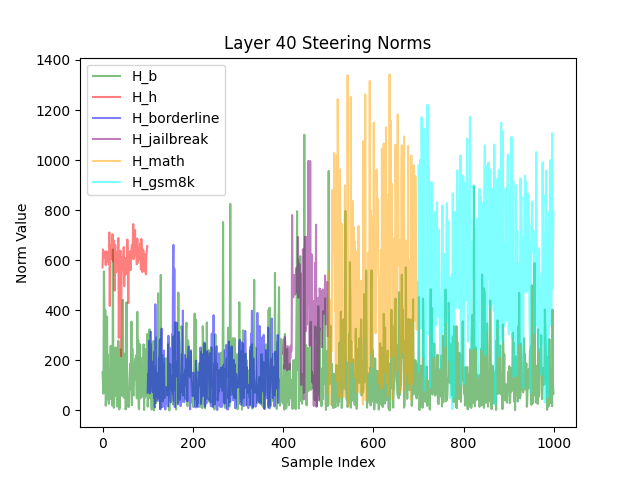 Layer 40 Steering Norms
1400
1200
1000
800
600
400
200
0
Norm Value
H_b
H_h
H_borderline
H_jailbreak
H_math
H_gsm8k
0
200
400
600
800
1000
Sample Index